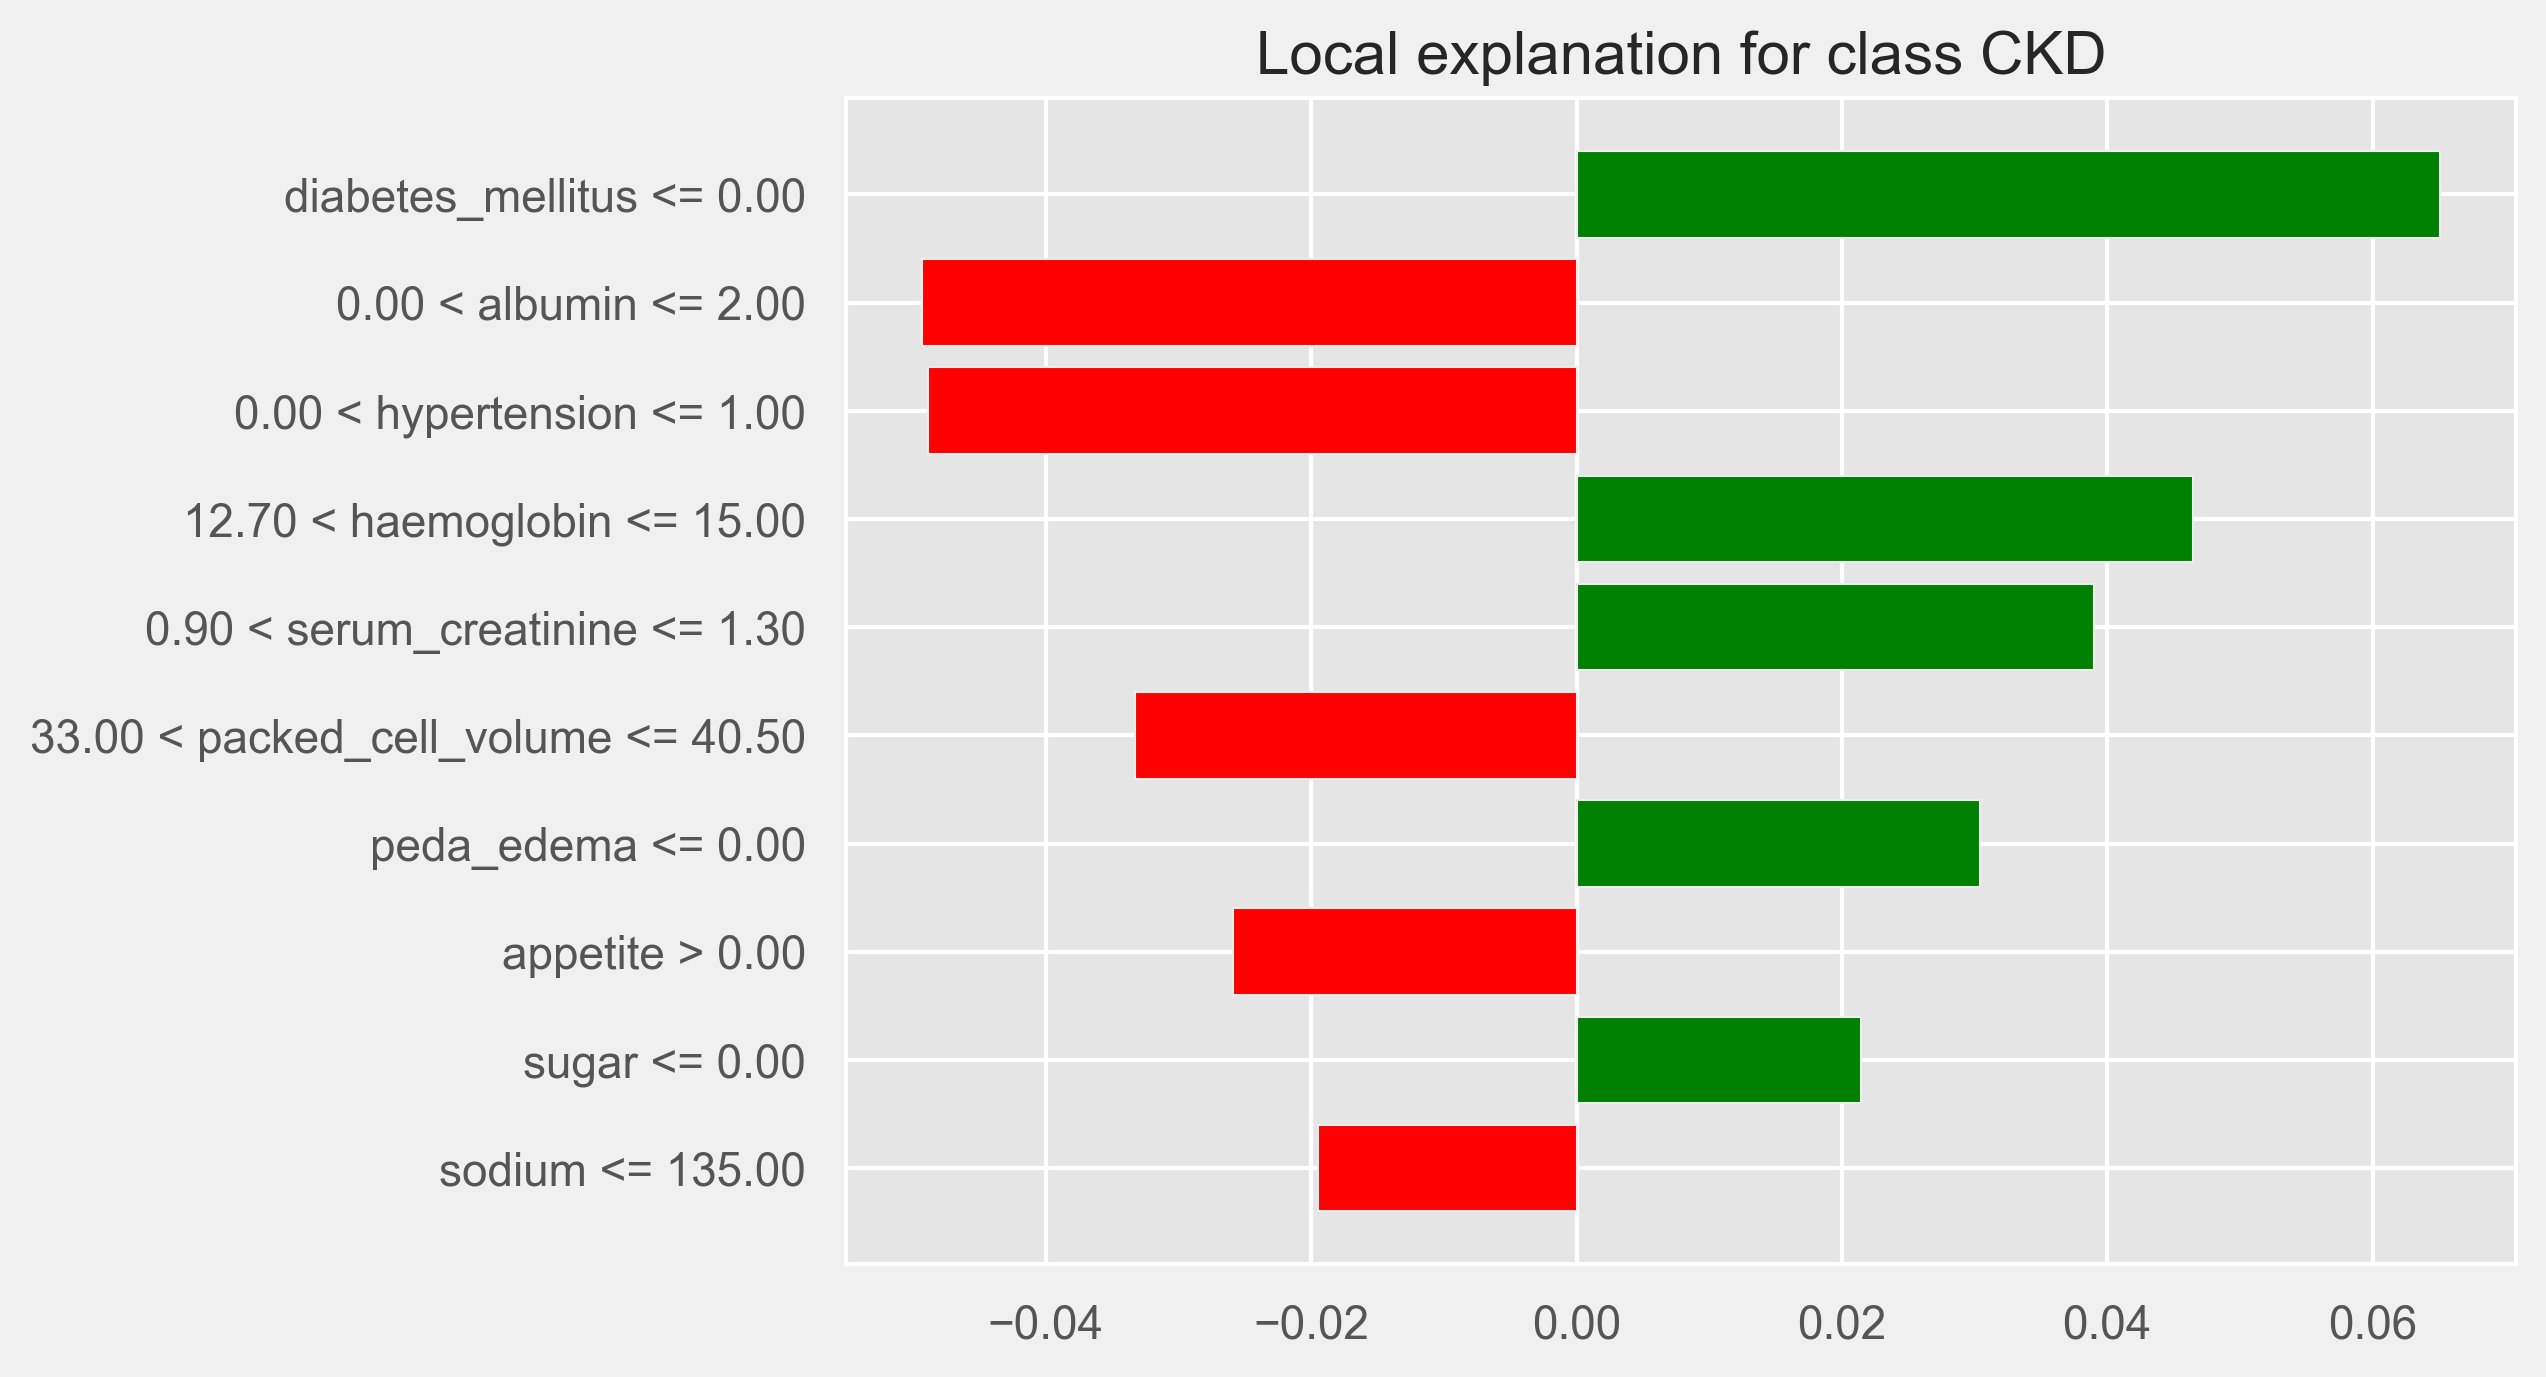 Local explanation for class CKD
diabetes_mellitus <= 0.00
0.00 < albumin <= 2.00
0.00 < hypertension <= 1.00
12.70 < haemoglobin <= 15.00
0.90 < serum_creatinine <= 1.30
33.00 < packed_cell_volume <= 40.50
peda_edema <= 0.00
appetite > 0.00
sugar <= 0.00
sodium <= 135.00
−0.04 −0.02 0.00 0.02 0.04 0.06